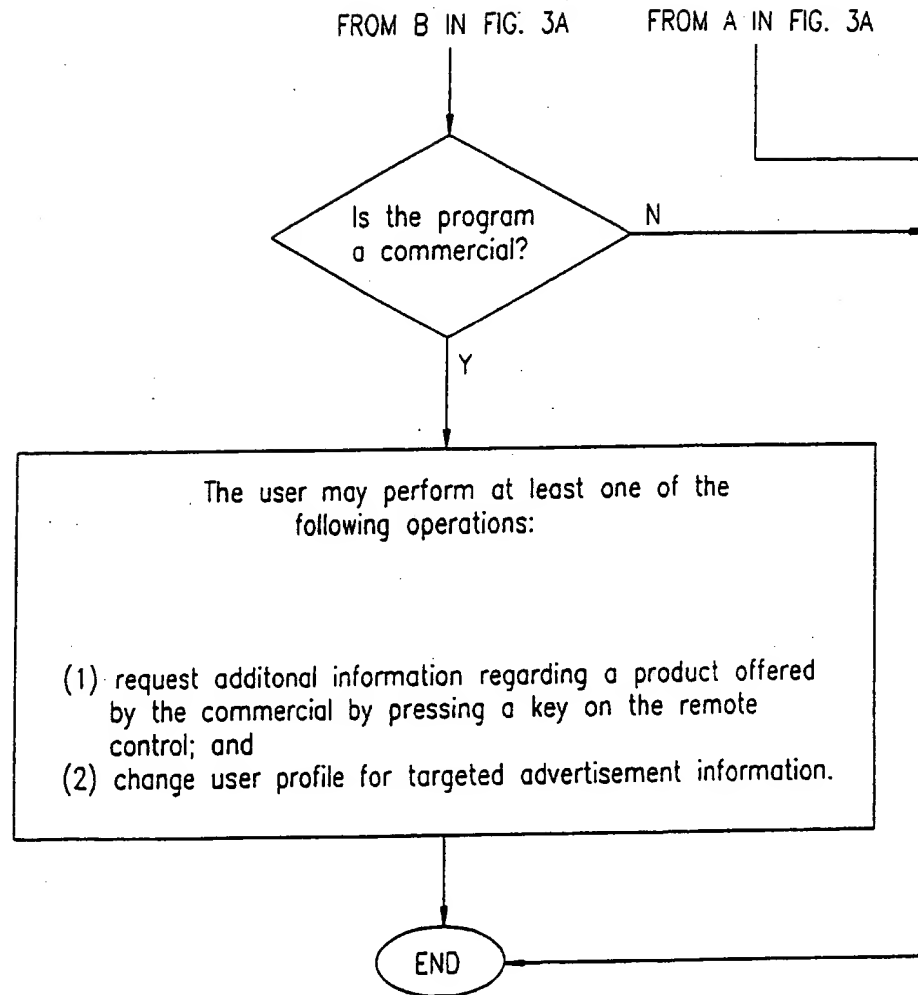 FROM B IN FIG. 3A
FROM A IN FIG. 3A
Is the program
a commercial?
N
Y
The user may perform at least one of the
following operations:
(1) request additonal information regarding a product offered
by the commercial by pressing a key on the remote
control; and
(2) change user profile for targeted advertisement information.
END